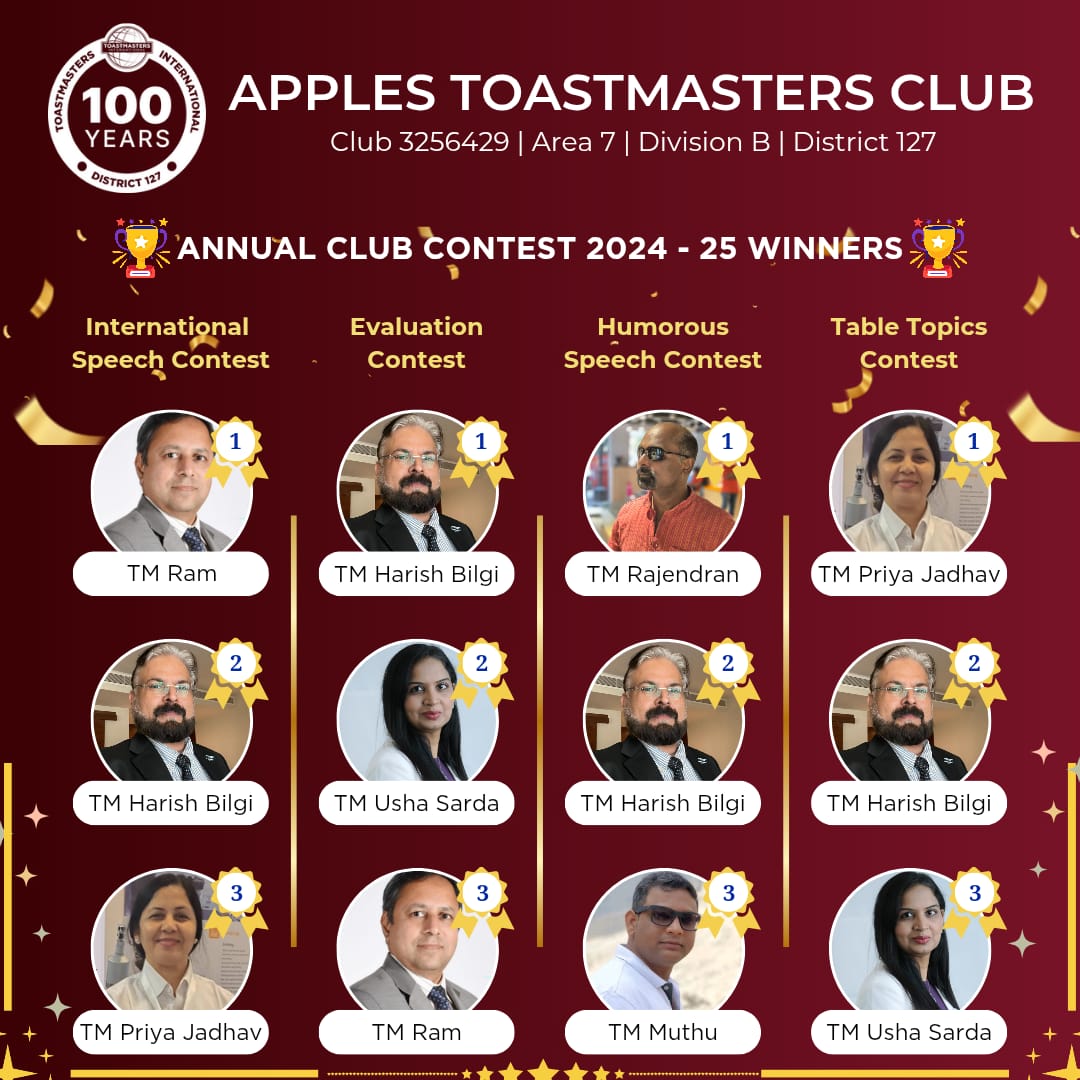 TOASTMASTERS INTERNATIONAL
TOASTMASTERS
INTERNATIONAL
100
YEARS
DISTRICT 127
APPLES TOASTMASTERS CLUB
Club 3256429 | Area 7 | Division B | District 127
ANNUAL CLUB CONTEST 2024 - 25 WINNERS
International
Speech Contest
1
TM Ram
2
TM Harish Bilgi
3
TM Priya Jadhav
Evaluation
Contest
1
TM Harish Bilgi
2
TM Usha Sarda
3
TM Ram
Humorous
Speech Contest
1
TM Rajendran
2
TM Harish Bilgi
3
TM Muthu
Table Topics
Contest
1
TM Priya Jadhav
2
TM Harish Bilgi
3
TM Usha Sarda